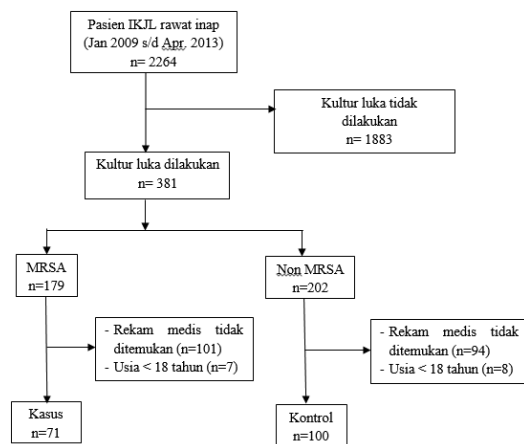 Pasien IKJL rawat inap
(Jan 2009 s/d Apr. 2013)
n= 2264
Kultur luka tidak
dilakukan
n= 1883
Kultur luka dilakukan
n= 381
MRSA
n=179
Non MRSA
n=202
- Rekam medis tidak
ditemukan (n=101)
- Usia < 18 tahun (n=7)
- Rekam medis tidak
ditemukan (n=94)
- Usia < 18 tahun (n=8)
Kasus
n=71
Kontrol
n=100